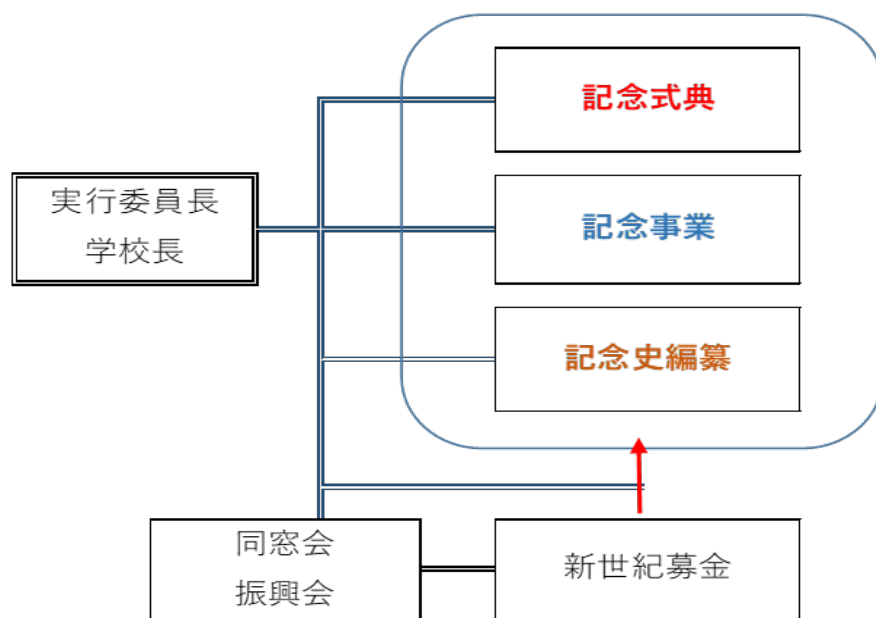 記念式典
実行委員長
学校長
記念事業
記念史編纂
同窓会
振興会
新世紀募金